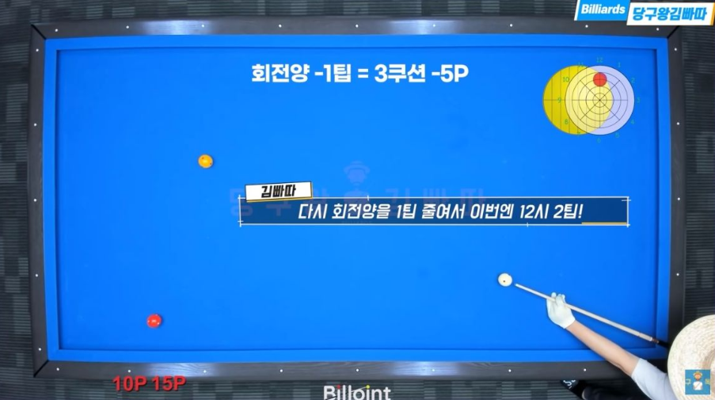 Billiards 당구왕김빠따
회전양 -1팁 = 3쿠션 -5P
김빠따
다시 회전양을 1팁 줄여서 이번엔 12시 2팁!
10P 15P
Billoint